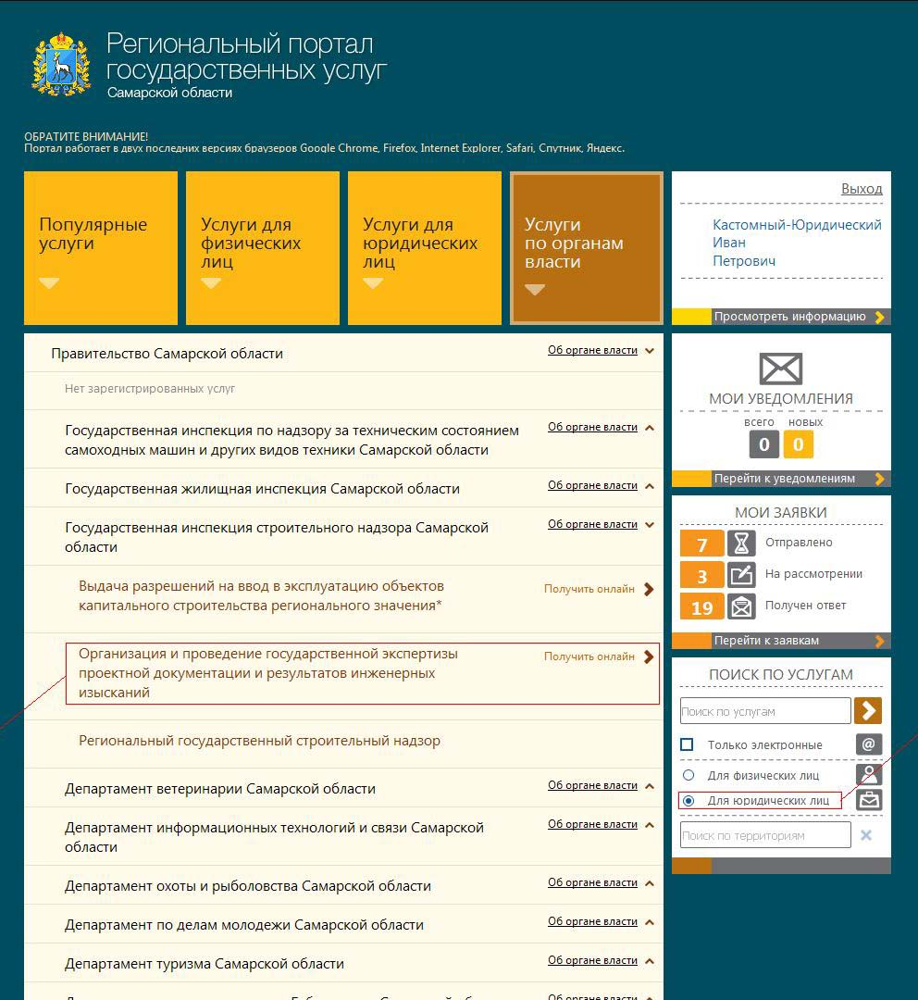 Региональный портал
государственных услуг
Самарской области
ОБРАТИТЕ ВНИМАНИЕ!
Портал работает в двух последних версиях браузеров Google Chrome, Firefox, Internet Explorer, Safari, Спутник, Яндекс.
Популярные
услуги
Услуги для
физических
лиц
Услуги для
юридических
лиц
Услуги
по органам
власти
Выход
Кастомный-Юридический
Иван
Петрович
Просмотреть информацию
Правительство Самарской области
Об органе власти
Нет зарегистрированных услуг
Государственная инспекция по надзору за техническим состоянием
самоходных машин и других видов техники Самарской области
Об органе власти
Государственная жилищная инспекция Самарской области
Об органе власти
Государственная инспекция строительного надзора Самарской
области
Об органе власти
Выдача разрешений на ввод в эксплуатацию объектов
капитального строительства регионального значения*
Получить онлайн
Организация и проведение государственной экспертизы
проектной документации и результатов инженерных
изысканий
Получить онлайн
Региональный государственный строительный надзор
Департамент ветеринарии Самарской области
Об органе власти
Департамент информационных технологий и связи Самарской
области
Об органе власти
Департамент охоты и рыболовства Самарской области
Об органе власти
Департамент по делам молодежи Самарской области
Об органе власти
Департамент туризма Самарской области
Об органе власти
Об органе власти
МОИ УВЕДОМЛЕНИЯ
всего новых
0 0
Перейти к уведомлениям
МОИ ЗАЯВКИ
7 Отправлено
3 На рассмотрении
19 Получен ответ
Перейти к заявкам
ПОИСК ПО УСЛУГАМ
Поиск по услугам
Только электронные @
Для физических лиц
Для юридических лиц
Поиск по территориям